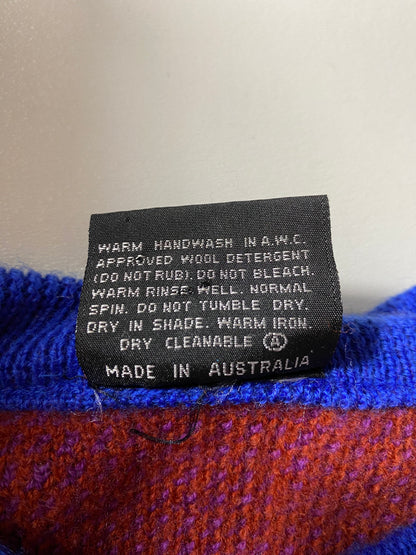 WARM HANDWASH IN A.W.C.
APPROVED WOOL DETERGENT
(DO NOT RUB). DO NOT BLEACH.
WARM RINSE WELL. NORMAL
SPIN. DO NOT TUMBLE DRY.
DRY IN SHADE. WARM IRON.
DRY CLEANABLE Ⓐ
MADE IN AUSTRALIA